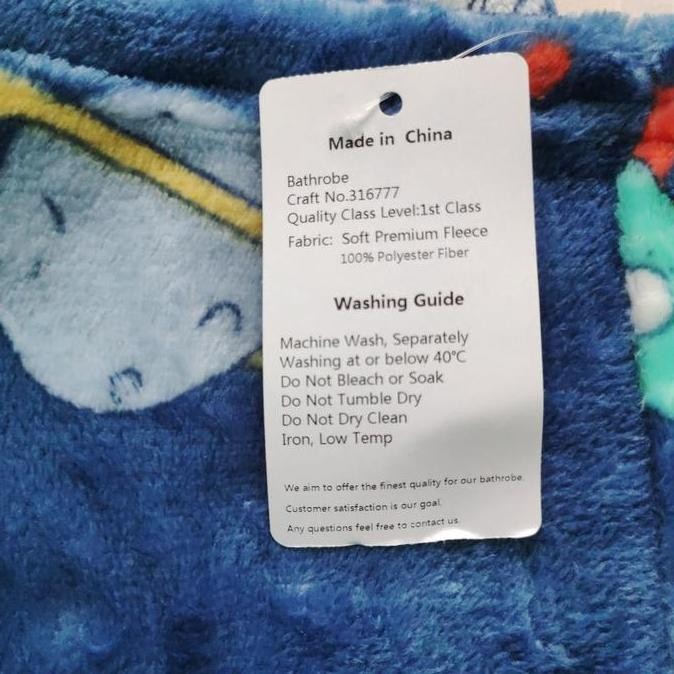 Made in China
Bathrobe
Craft No.316777
Quality Class Level:1st Class
Fabric: Soft Premium Fleece
100% Polyester Fiber
Washing Guide
Machine Wash, Separately
Washing at or below 40℃
Do Not Bleach or Soak
Do Not Tumble Dry
Do Not Dry Clean
Iron, Low Temp
We aim to offer the finest quality for our bathrobe.
Customer satisfaction is our goal.
Any questions feel free to contact us.